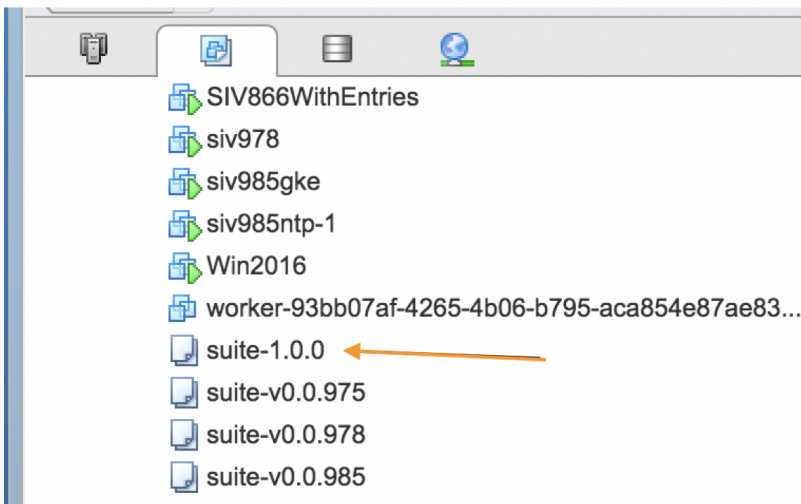 SIV866WithEntries
siv978
siv985gke
siv985ntp-1
Win2016
worker-93bb07af-4265-4b06-b795-aca854e87ae83...
suite-1.0.0
suite-v0.0.975
suite-v0.0.978
suite-v0.0.985